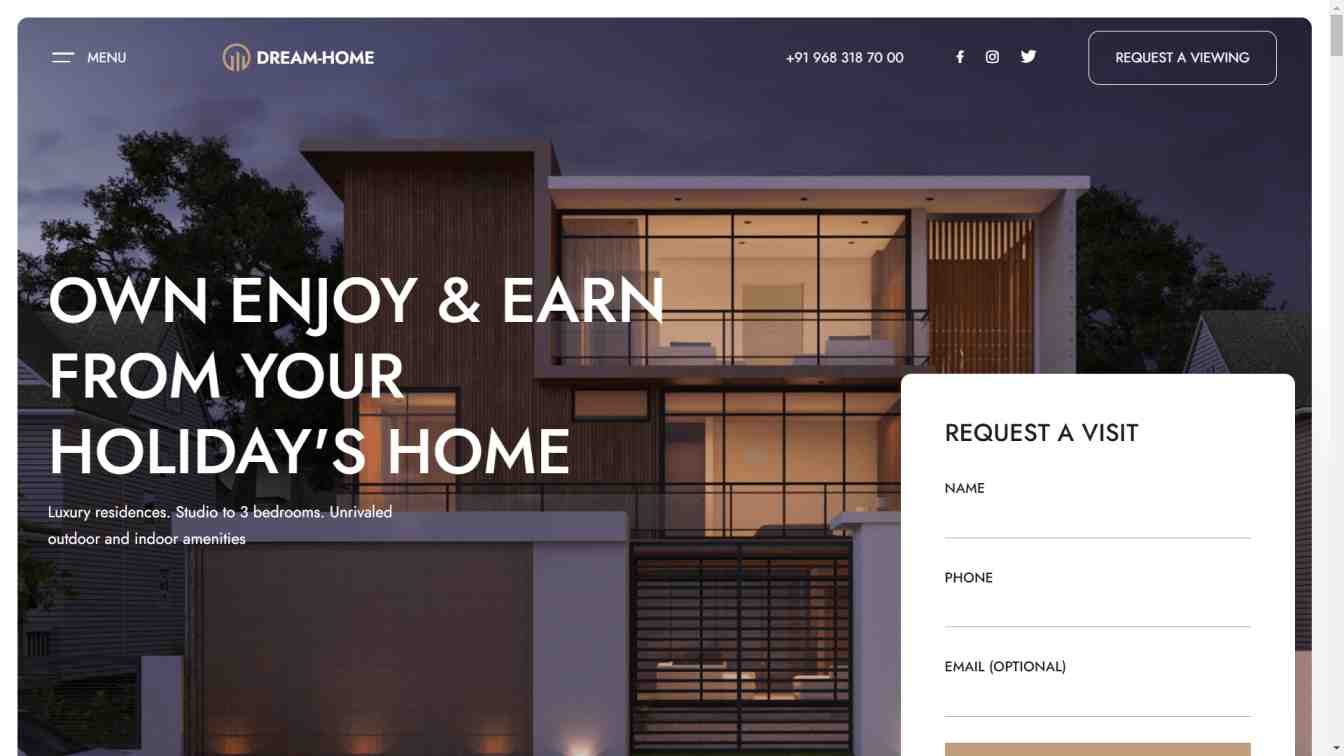 MENU
DREAM-HOME
+91 968 318 70 00
REQUEST A VIEWING
OWN ENJOY & EARN
FROM YOUR
HOLIDAY'S HOME
Luxury residences. Studio to 3 bedrooms. Unrivaled
outdoor and indoor amenities
REQUEST A VISIT
NAME
PHONE
EMAIL (OPTIONAL)